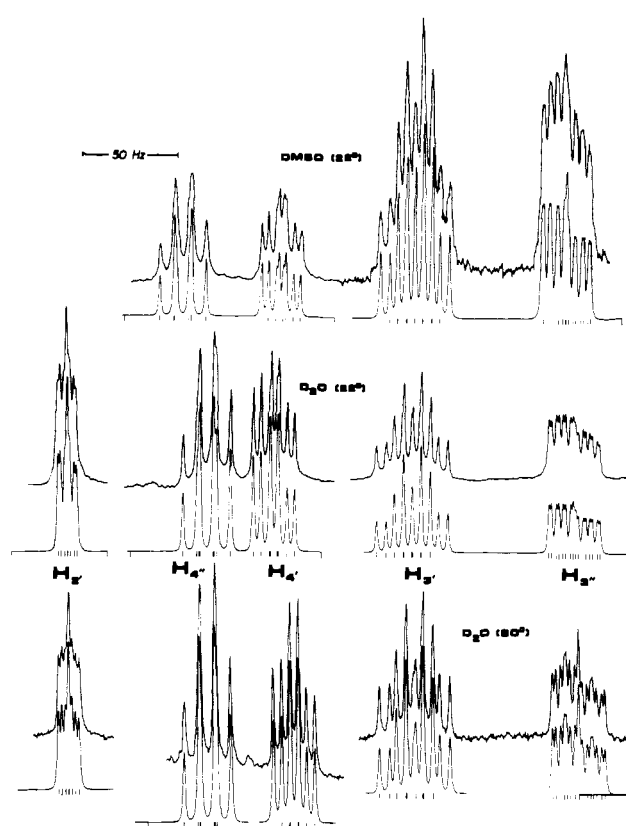 50 Hz
DMSO (22°)
D₂O (22°)
H₂′ H₄″ H₄′ H₃′ H₃″
D₂O (80°)